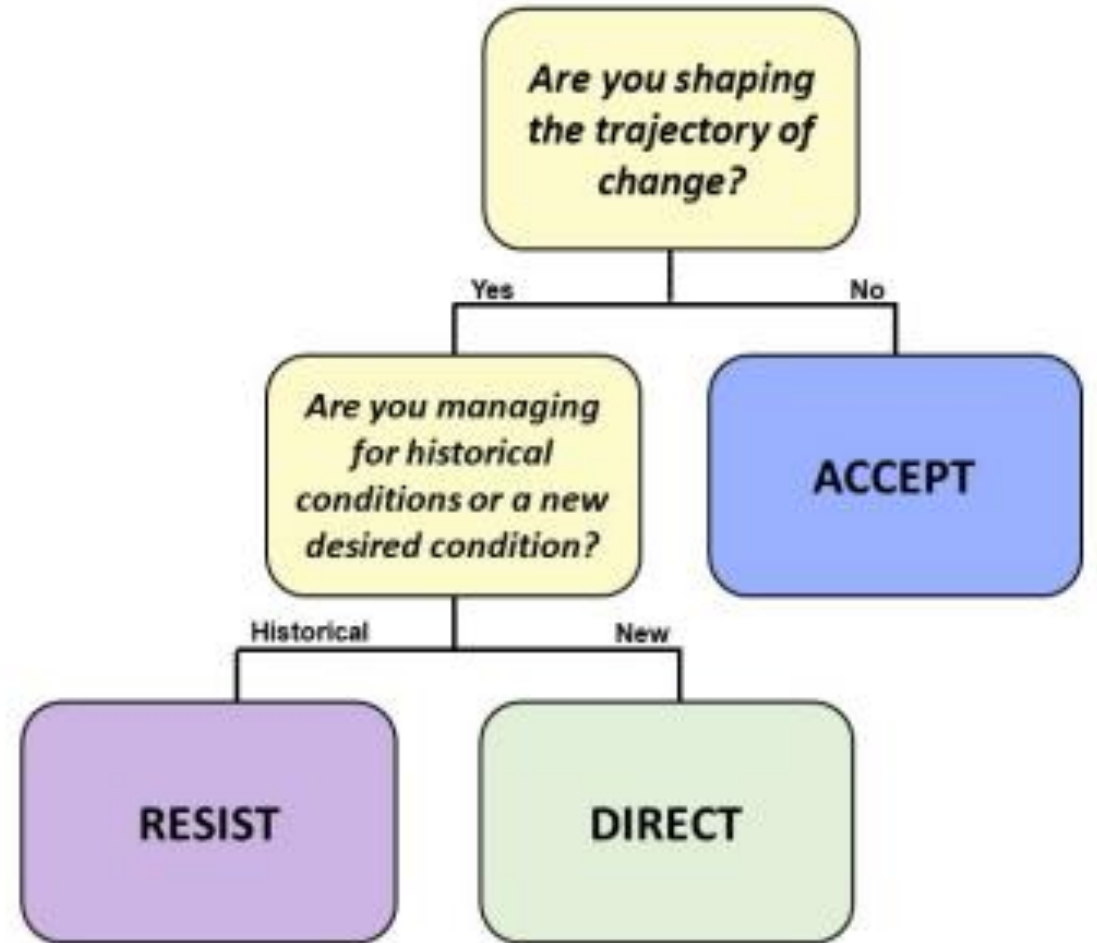 Are you shaping
the trajectory of
change?
Yes
No
Are you managing
for historical
conditions or a new
desired condition?
ACCEPT
Historical
New
RESIST
DIRECT